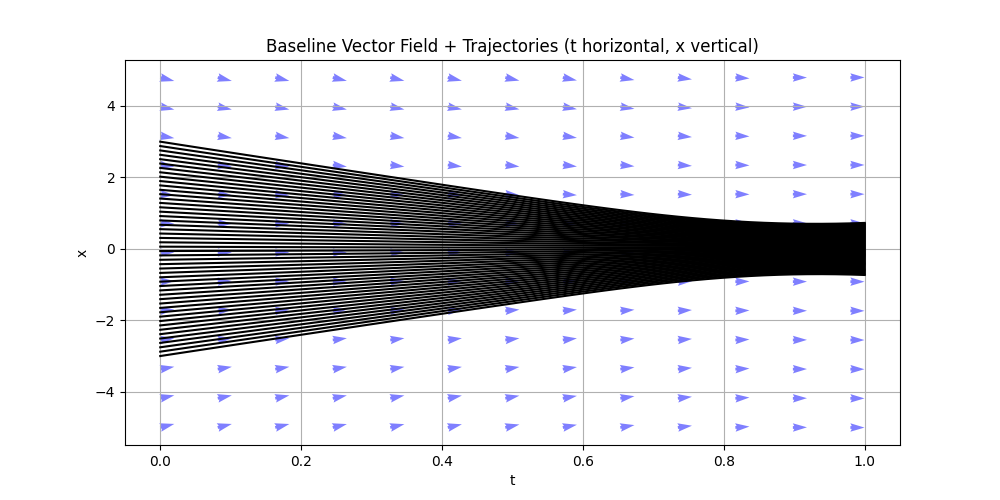 Baseline Vector Field + Trajectories (t horizontal, x vertical)
4
2
0
−2
−4
x
0.0 0.2 0.4 0.6 0.8 1.0
t